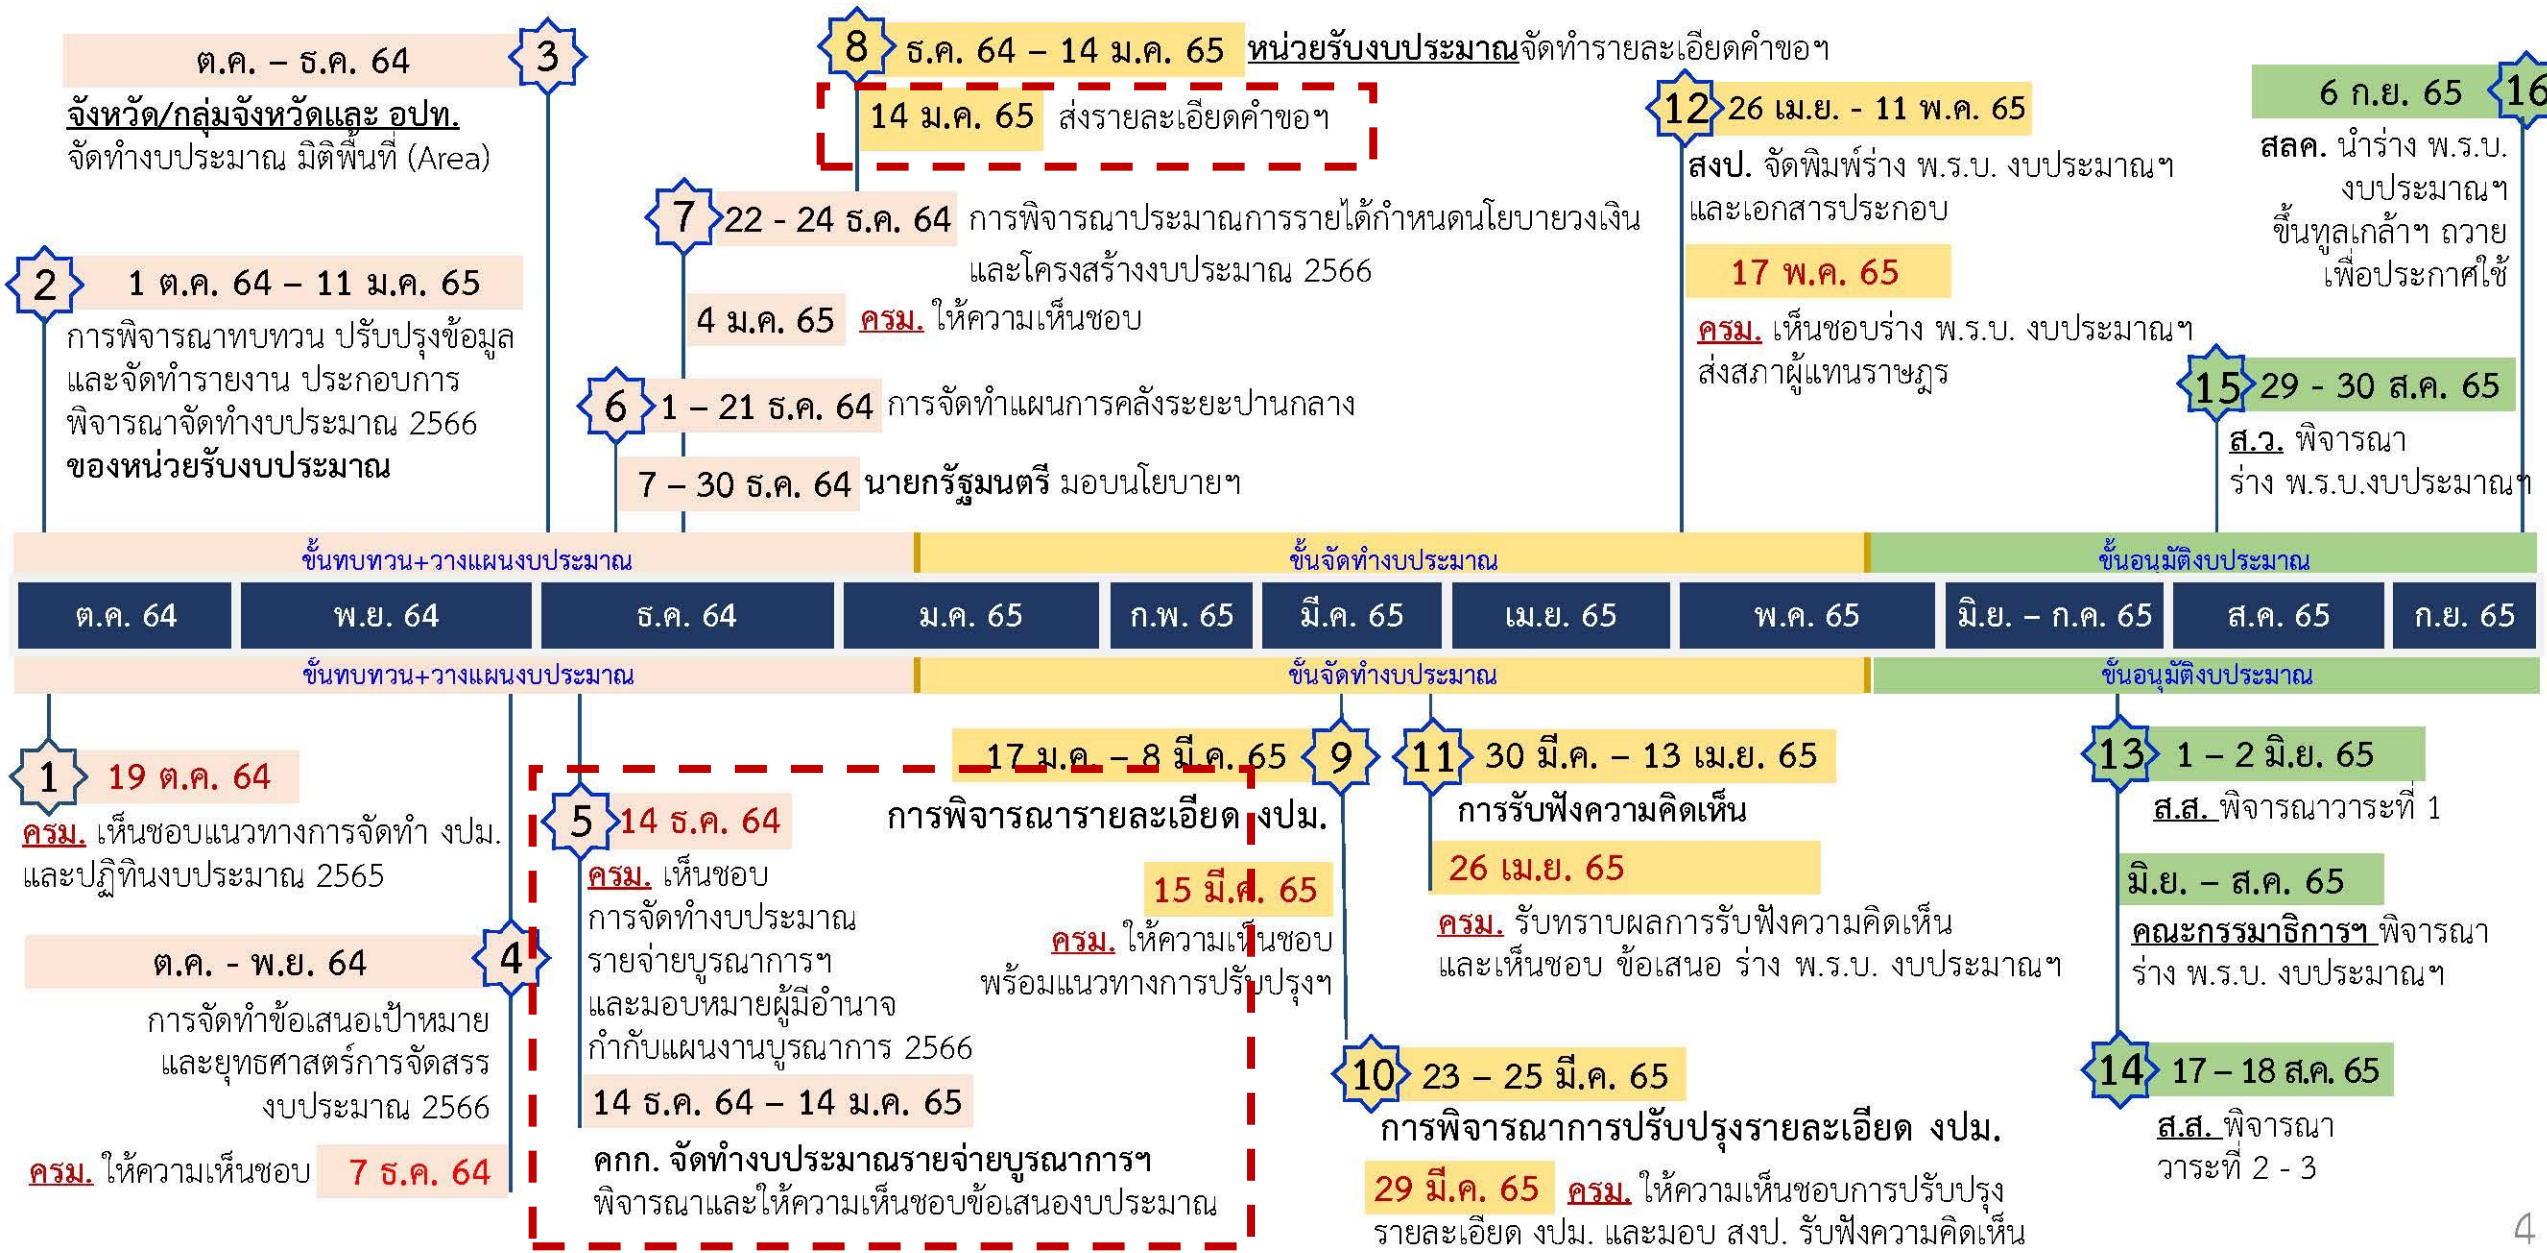 3
ต.ค. – ธ.ค. 64
จังหวัด/กลุ่มจังหวัดและ อปท.
จัดทำงบประมาณ มิติพื้นที่ (Area)
2
1 ต.ค. 64 – 11 ม.ค. 65
การพิจารณาทบทวน ปรับปรุงข้อมูล
และจัดทำรายงาน ประกอบการ
พิจารณาจัดทำงบประมาณ 2566
ของหน่วยรับงบประมาณ
8
ธ.ค. 64 – 14 ม.ค. 65 หน่วยรับงบประมาณจัดทำรายละเอียดคำขอฯ
14 ม.ค. 65 ส่งรายละเอียดคำขอฯ
7
22 - 24 ธ.ค. 64 การพิจารณาประมาณการรายได้กำหนดนโยบายวงเงิน
และโครงสร้างงบประมาณ 2566
4 ม.ค. 65 ครม. ให้ความเห็นชอบ
6
1 – 21 ธ.ค. 64 การจัดทำแผนการคลังระยะปานกลาง
7 – 30 ธ.ค. 64 นายกรัฐมนตรี มอบนโยบายฯ
12
26 เม.ย. - 11 พ.ค. 65
สงป. จัดพิมพ์ร่าง พ.ร.บ. งบประมาณฯ
และเอกสารประกอบ
17 พ.ค. 65
ครม. เห็นชอบร่าง พ.ร.บ. งบประมาณฯ
ส่งสภาผู้แทนราษฎร
16
6 ก.ย. 65
สลค. นำร่าง พ.ร.บ.
งบประมาณฯ
ขึ้นทูลเกล้าฯ ถวาย
เพื่อประกาศใช้
15
29 - 30 ส.ค. 65
ส.ว. พิจารณา
ร่าง พ.ร.บ.งบประมาณฯ
ขั้นทบทวน+วางแผนงบประมาณ
ขั้นจัดทำงบประมาณ
ขั้นอนุมัติงบประมาณ
ต.ค. 64
พ.ย. 64
ธ.ค. 64
ม.ค. 65
ก.พ. 65
มี.ค. 65
เม.ย. 65
พ.ค. 65
มิ.ย. – ก.ค. 65
ส.ค. 65
ก.ย. 65
ขั้นทบทวน+วางแผนงบประมาณ
ขั้นจัดทำงบประมาณ
ขั้นอนุมัติงบประมาณ
1
19 ต.ค. 64
ครม. เห็นชอบแนวทางการจัดทำ งปม.
และปฏิทินงบประมาณ 2565
4
ต.ค. - พ.ย. 64
การจัดทำข้อเสนอเป้าหมาย
และยุทธศาสตร์การจัดสรร
งบประมาณ 2566
ครม. ให้ความเห็นชอบ 7 ธ.ค. 64
5
14 ธ.ค. 64
ครม. เห็นชอบ
การจัดทำงบประมาณ
รายจ่ายบูรณาการฯ
และมอบหมายผู้มีอำนาจ
กำกับแผนงานบูรณาการ 2566
14 ธ.ค. 64 – 14 ม.ค. 65
คกก. จัดทำงบประมาณรายจ่ายบูรณาการฯ
พิจารณาและให้ความเห็นชอบข้อเสนองบประมาณ
17 ม.ค. – 8 มี.ค. 65
9
การพิจารณารายละเอียด งปม.
15 มี.ค. 65
ครม. ให้ความเห็นชอบ
พร้อมแนวทางการปรับปรุงฯ
11
30 มี.ค. – 13 เม.ย. 65
การรับฟังความคิดเห็น
26 เม.ย. 65
ครม. รับทราบผลการรับฟังความคิดเห็น
และเห็นชอบ ข้อเสนอ ร่าง พ.ร.บ. งบประมาณฯ
10
23 – 25 มี.ค. 65
การพิจารณาการปรับปรุงรายละเอียด งปม.
29 มี.ค. 65 ครม. ให้ความเห็นชอบการปรับปรุง
รายละเอียด งปม. และมอบ สงป. รับฟังความคิดเห็น
13
1 – 2 มิ.ย. 65
ส.ส. พิจารณาวาระที่ 1
มิ.ย. – ส.ค. 65
คณะกรรมาธิการฯ พิจารณา
ร่าง พ.ร.บ. งบประมาณฯ
14
17 – 18 ส.ค. 65
ส.ส. พิจารณา
วาระที่ 2 - 3
4